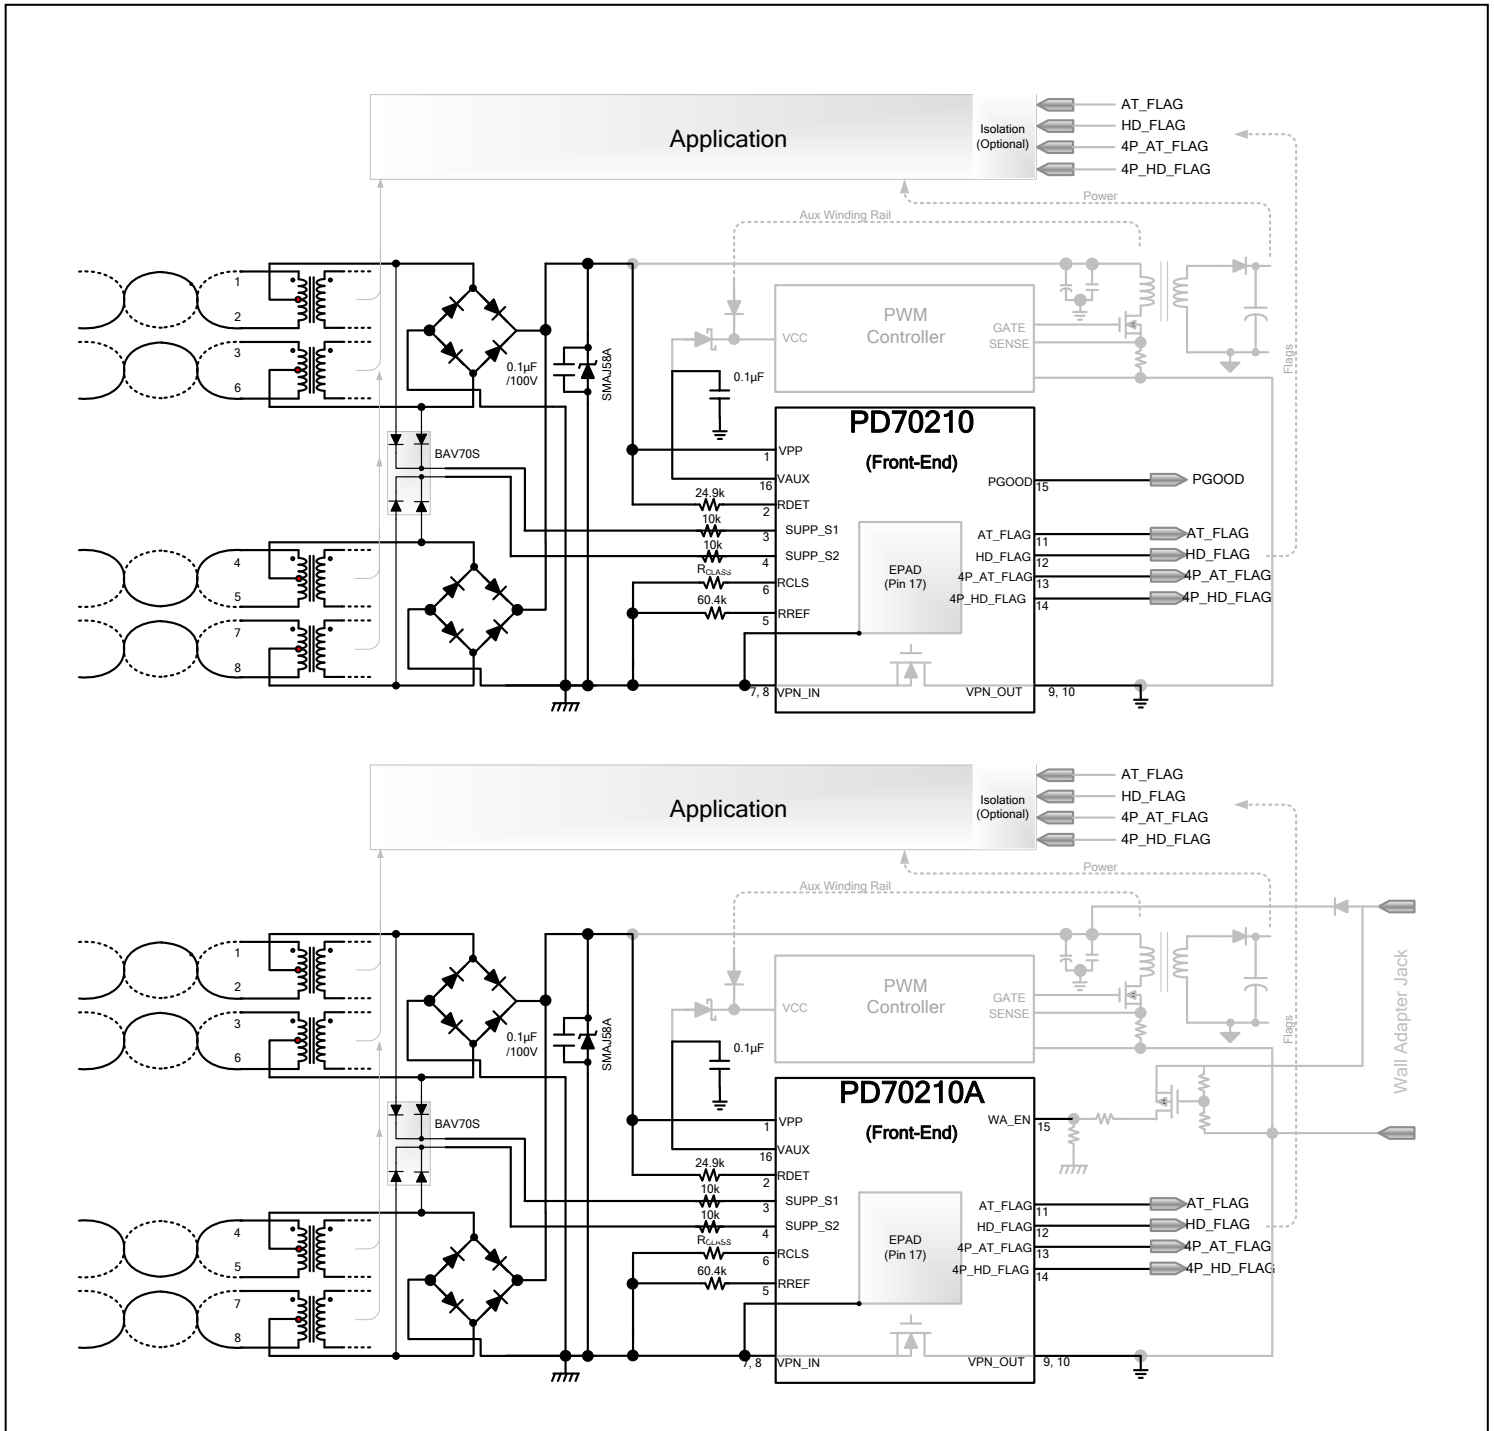 Application
Isolation
(Optional)
AT_FLAG
HD_FLAG
4P_AT_FLAG
4P_HD_FLAG
Power
Aux Winding Rail
Flags
1
2
3
6
4
5
7
8
0.1µF
/100V
SMAJ58A
BAV70S
VCC
PWM
Controller
GATE
SENSE
0.1µF
PD70210
(Front-End)
VPP
1
VAUX
16
24.9k
RDET
2
10k
SUPP_S1
3
10k
SUPP_S2
4
RCLASS
RCLS
6
60.4k
RREF
5
EPAD
(Pin 17)
PGOOD
15
PGOOD
AT_FLAG
11
AT_FLAG
HD_FLAG
12
HD_FLAG
4P_AT_FLAG
13
4P_AT_FLAG
4P_HD_FLAG
14
4P_HD_FLAG
7, 8
VPN_IN
VPN_OUT
9, 10
Application
Isolation
(Optional)
AT_FLAG
HD_FLAG
4P_AT_FLAG
4P_HD_FLAG
Power
Aux Winding Rail
Flags
Wall Adapter Jack
1
2
3
6
4
5
7
8
0.1µF
/100V
SMAJ58A
BAV70S
VCC
PWM
Controller
GATE
SENSE
0.1µF
PD70210A
(Front-End)
VPP
1
VAUX
16
24.9k
RDET
2
10k
SUPP_S1
3
10k
SUPP_S2
4
RCLASS
RCLS
6
60.4k
RREF
5
EPAD
(Pin 17)
WA_EN
15
AT_FLAG
11
AT_FLAG
HD_FLAG
12
HD_FLAG
4P_AT_FLAG
13
4P_AT_FLAG
4P_HD_FLAG
14
4P_HD_FLAG
7, 8
VPN_IN
VPN_OUT
9, 10